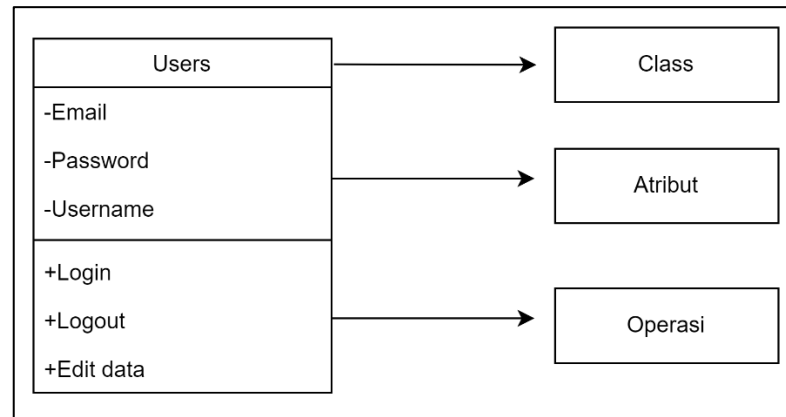 Users
-Email
-Password
-Username
+Login
+Logout
+Edit data
Class
Atribut
Operasi